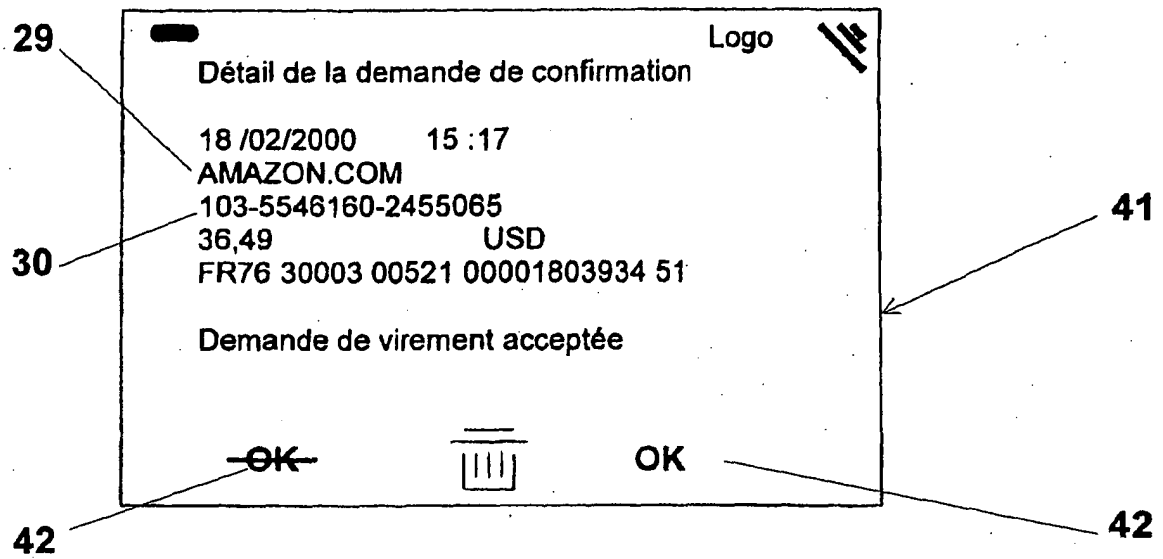 29
Logo
Détail de la demande de confirmation
18 /02/2000 15 :17
AMAZON.COM
103-5546160-2455065
41
36,49 USD
30
FR76 30003 00521 00001803934 51
Demande de virement acceptée
OK OK
42 42